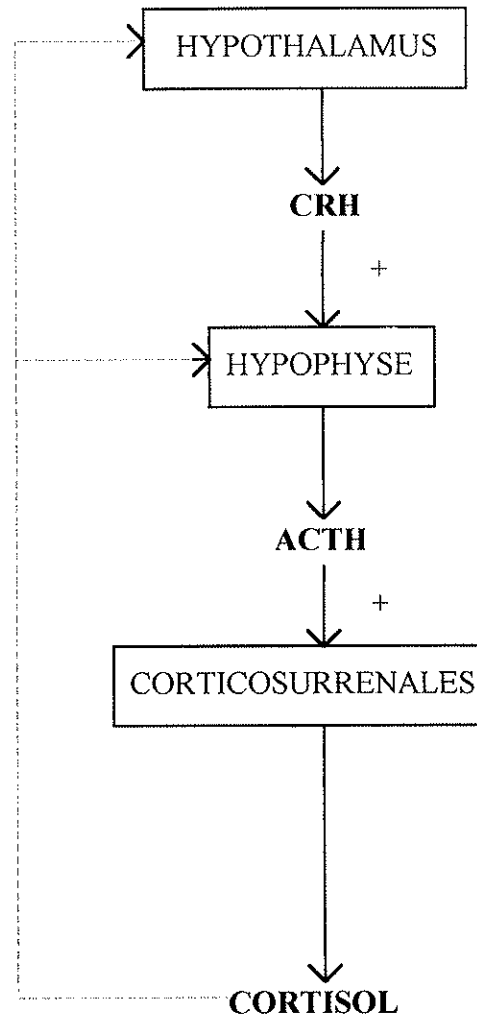 HYPOTHALAMUS
CRH
+
HYPOPHYSE
ACTH
+
CORTICOSURRENALES
CORTISOL